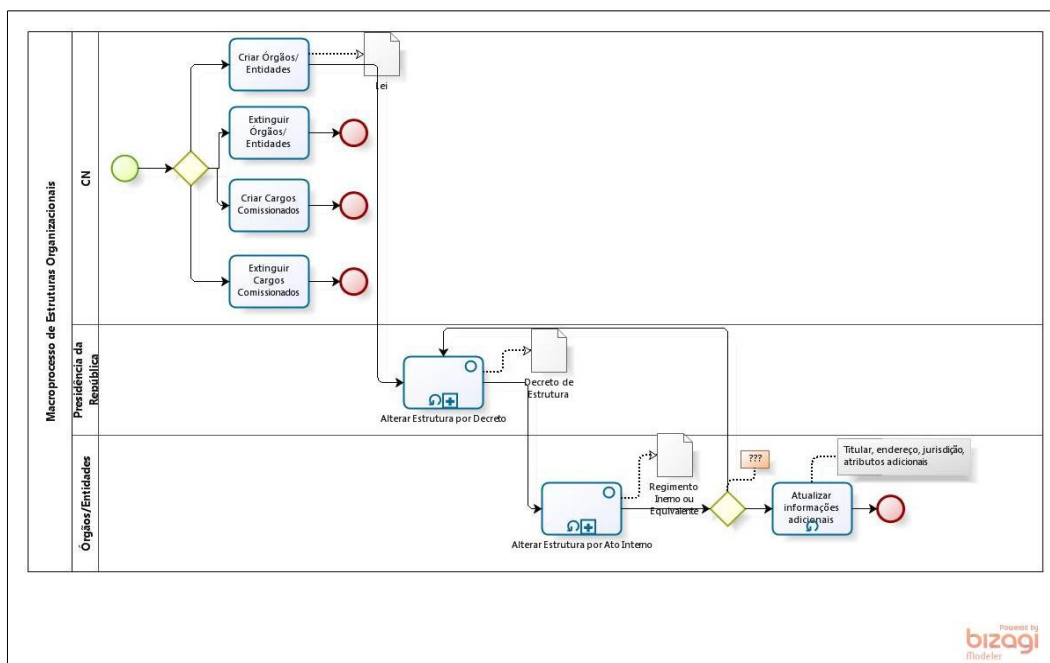 Macroprocesso de Estruturas Organizacionais
CN
Criar Órgãos/
Entidades
Lei
Extinguir
Órgãos/
Entidades
Criar Cargos
Comissionados
Extinguir
Cargos
Comissionados
Presidência da
República
Alterar Estrutura por Decreto
Decreto de
Estrutura
Órgãos/Entidades
Alterar Estrutura por Ato Interno
Regimento
Inerno ou
Equivalente
???
Titular, endereço, jurisdição,
atributos adicionais
Atualizar
informações
adicionais
Powered by
bizagi
Modeler